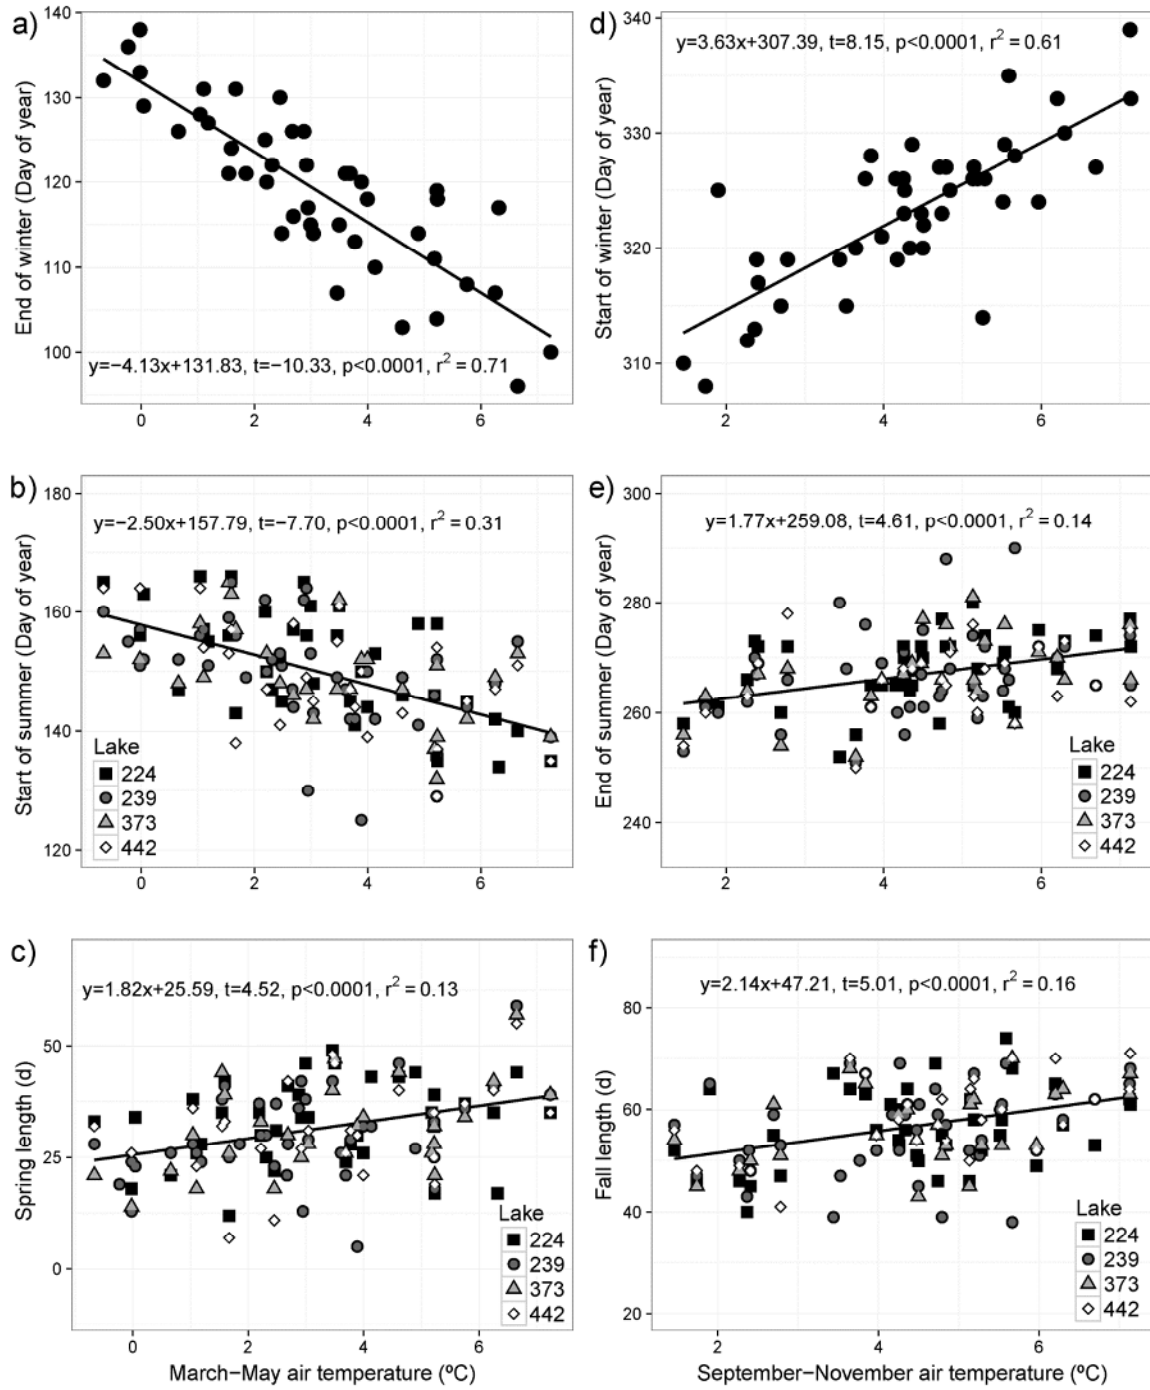 a)
140
130
120
110
100
End of winter (Day of year)
y=−4.13x+131.83, t=−10.33, p<0.0001, r² = 0.71
0 2 4 6
d)
340
330
320
310
Start of winter (Day of year)
y=3.63x+307.39, t=8.15, p<0.0001, r² = 0.61
2 4 6
b)
180
160
140
120
Start of summer (Day of year)
y=−2.50x+157.79, t=−7.70, p<0.0001, r² = 0.31
Lake
224
239
373
442
0 2 4 6
e)
300
280
260
240
End of summer (Day of year)
y=1.77x+259.08, t=4.61, p<0.0001, r² = 0.14
Lake
224
239
373
442
2 4 6
c)
50
25
0
Spring length (d)
y=1.82x+25.59, t=4.52, p<0.0001, r² = 0.13
Lake
224
239
373
442
0 2 4 6
March−May air temperature (ºC)
f)
80
60
40
20
Fall length (d)
y=2.14x+47.21, t=5.01, p<0.0001, r² = 0.16
Lake
224
239
373
442
2 4 6
September−November air temperature (ºC)